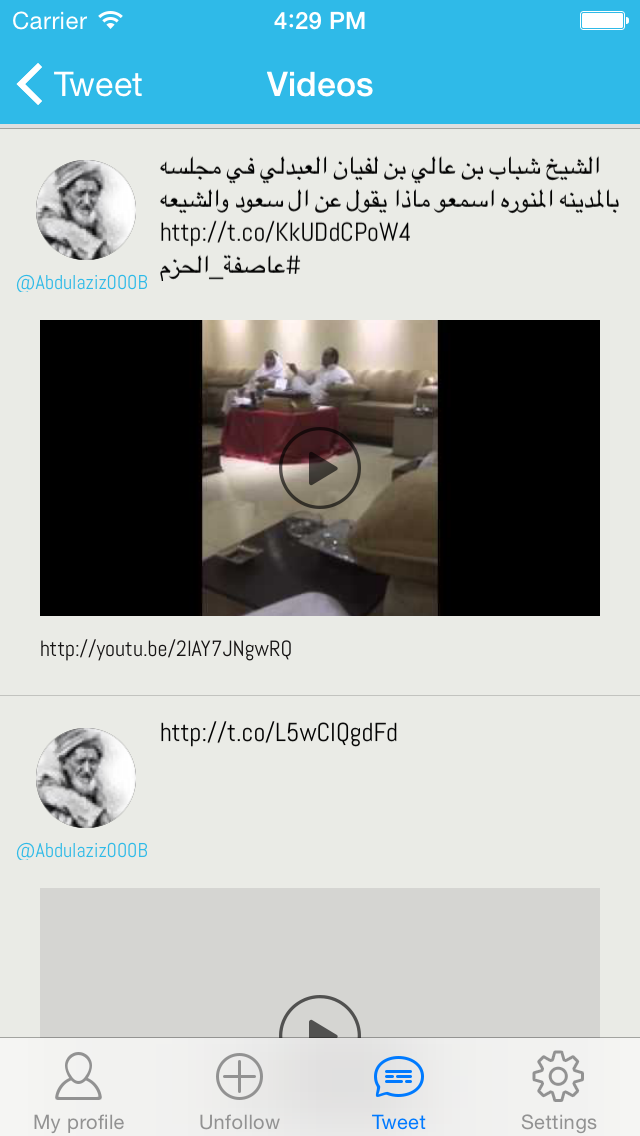 Carrier 4:29 PM
Tweet Videos
الشيخ شباب بن عالي بن لفيان العبدلي في مجلسه
بالمدينه المنوره اسمعو ماذا يقول عن ال سعود والشيعه
http://t.co/KkUDdCPoW4
#عاصفة_الحزم
@Abdulaziz000B
http://youtu.be/2IAY7JNgwRQ
http://t.co/L5wCIQgdFd
@Abdulaziz000B
My profile Unfollow Tweet Settings